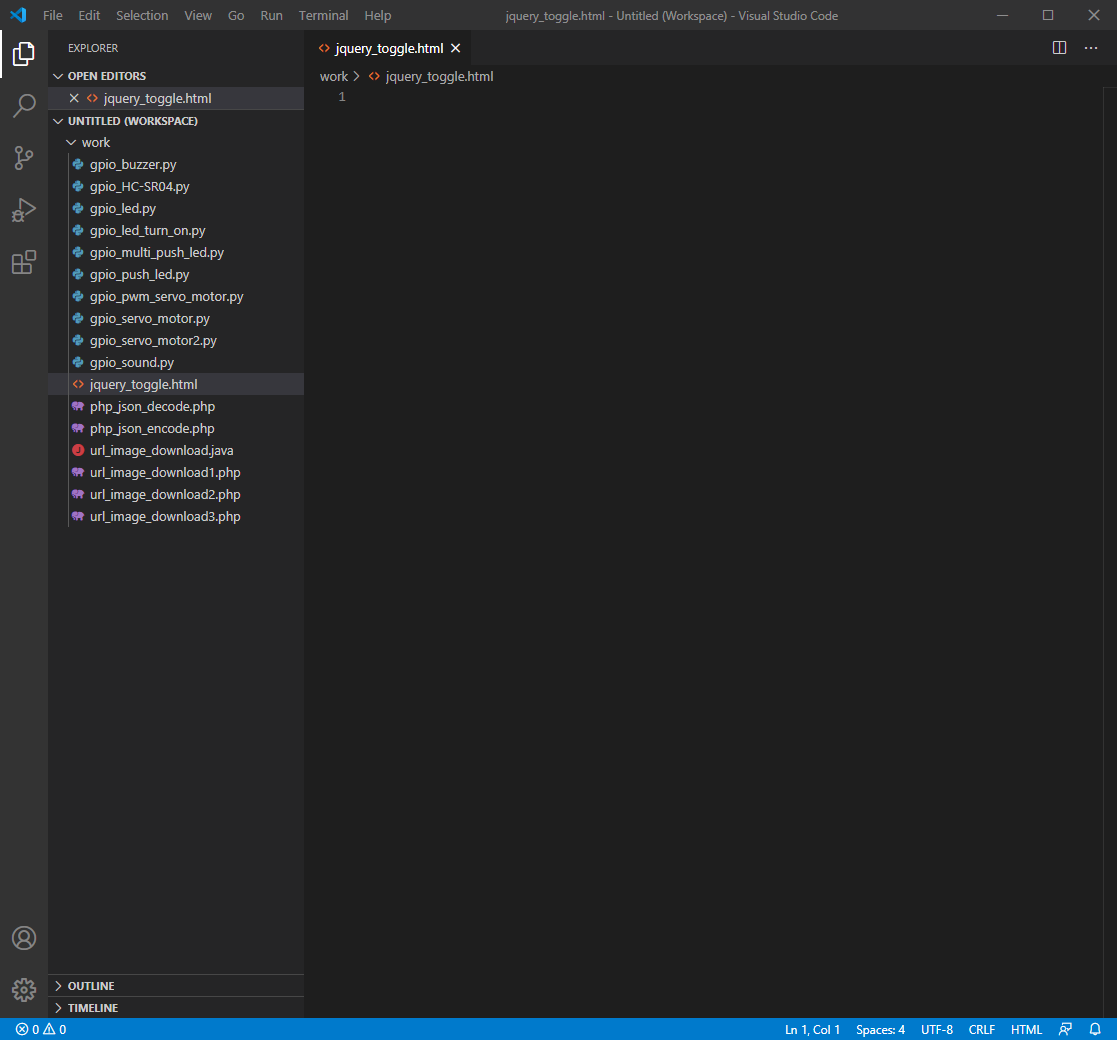 File Edit Selection View Go Run Terminal Help jquery_toggle.html - Untitled (Workspace) - Visual Studio Code
EXPLORER
OPEN EDITORS
jquery_toggle.html
UNTITLED (WORKSPACE)
work
gpio_buzzer.py
gpio_HC-SR04.py
gpio_led.py
gpio_led_turn_on.py
gpio_multi_push_led.py
gpio_push_led.py
gpio_pwm_servo_motor.py
gpio_servo_motor.py
gpio_servo_motor2.py
gpio_sound.py
jquery_toggle.html
php_json_decode.php
php_json_encode.php
url_image_download.java
url_image_download1.php
url_image_download2.php
url_image_download3.php
OUTLINE
TIMELINE
jquery_toggle.html
work > jquery_toggle.html
1
0 0 Ln 1, Col 1 Spaces: 4 UTF-8 CRLF HTML